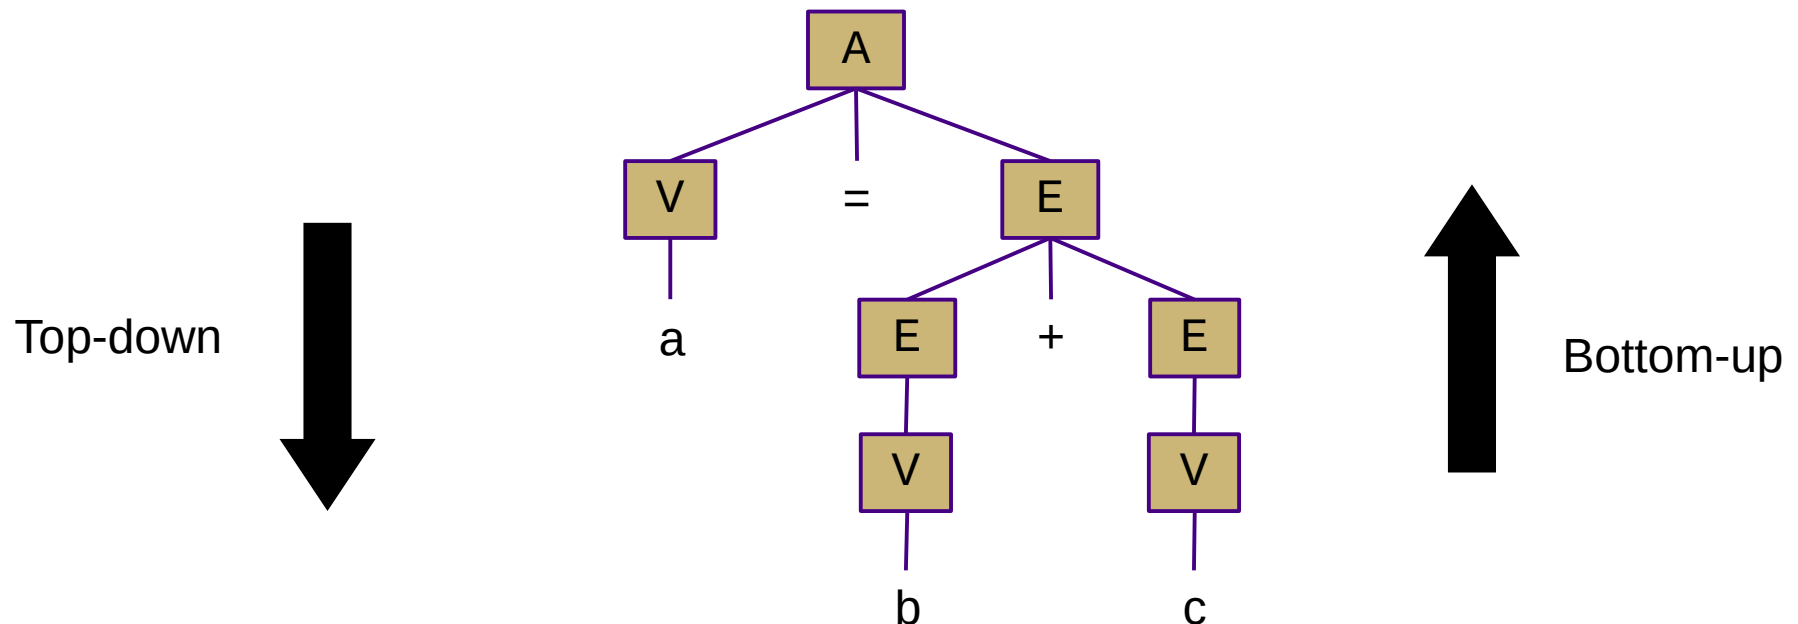 A
V = E
Top-down
a E + E
Bottom-up
V V
b c